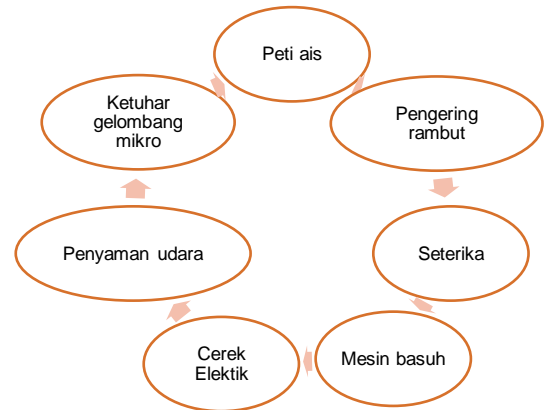 Peti ais
Pengering
rambut
Seterika
Mesin basuh
Cerek
Elektik
Penyaman udara
Ketuhar
gelombang
mikro